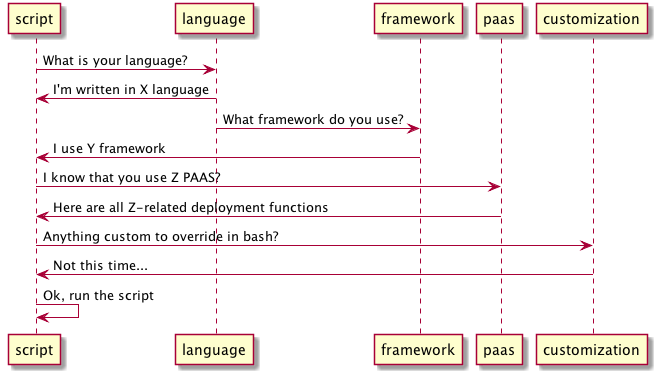 script language framework paas customization
What is your language?
I'm written in X language
What framework do you use?
I use Y framework
I know that you use Z PAAS?
Here are all Z-related deployment functions
Anything custom to override in bash?
Not this time...
Ok, run the script
script language framework paas customization